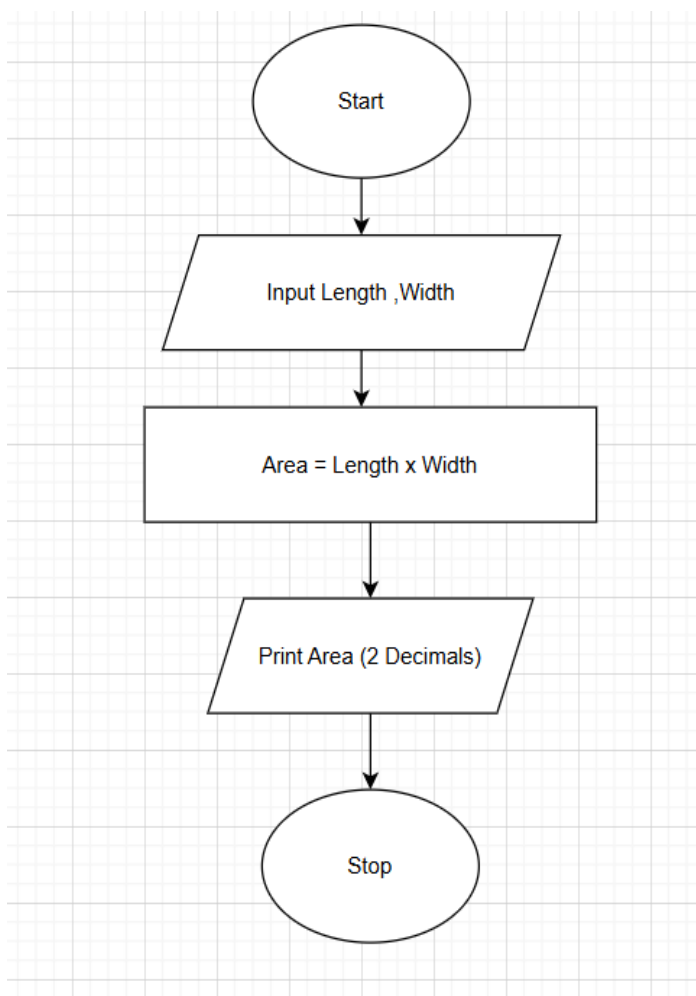 Start
Input Length ,Width
Area = Length x Width
Print Area (2 Decimals)
Stop